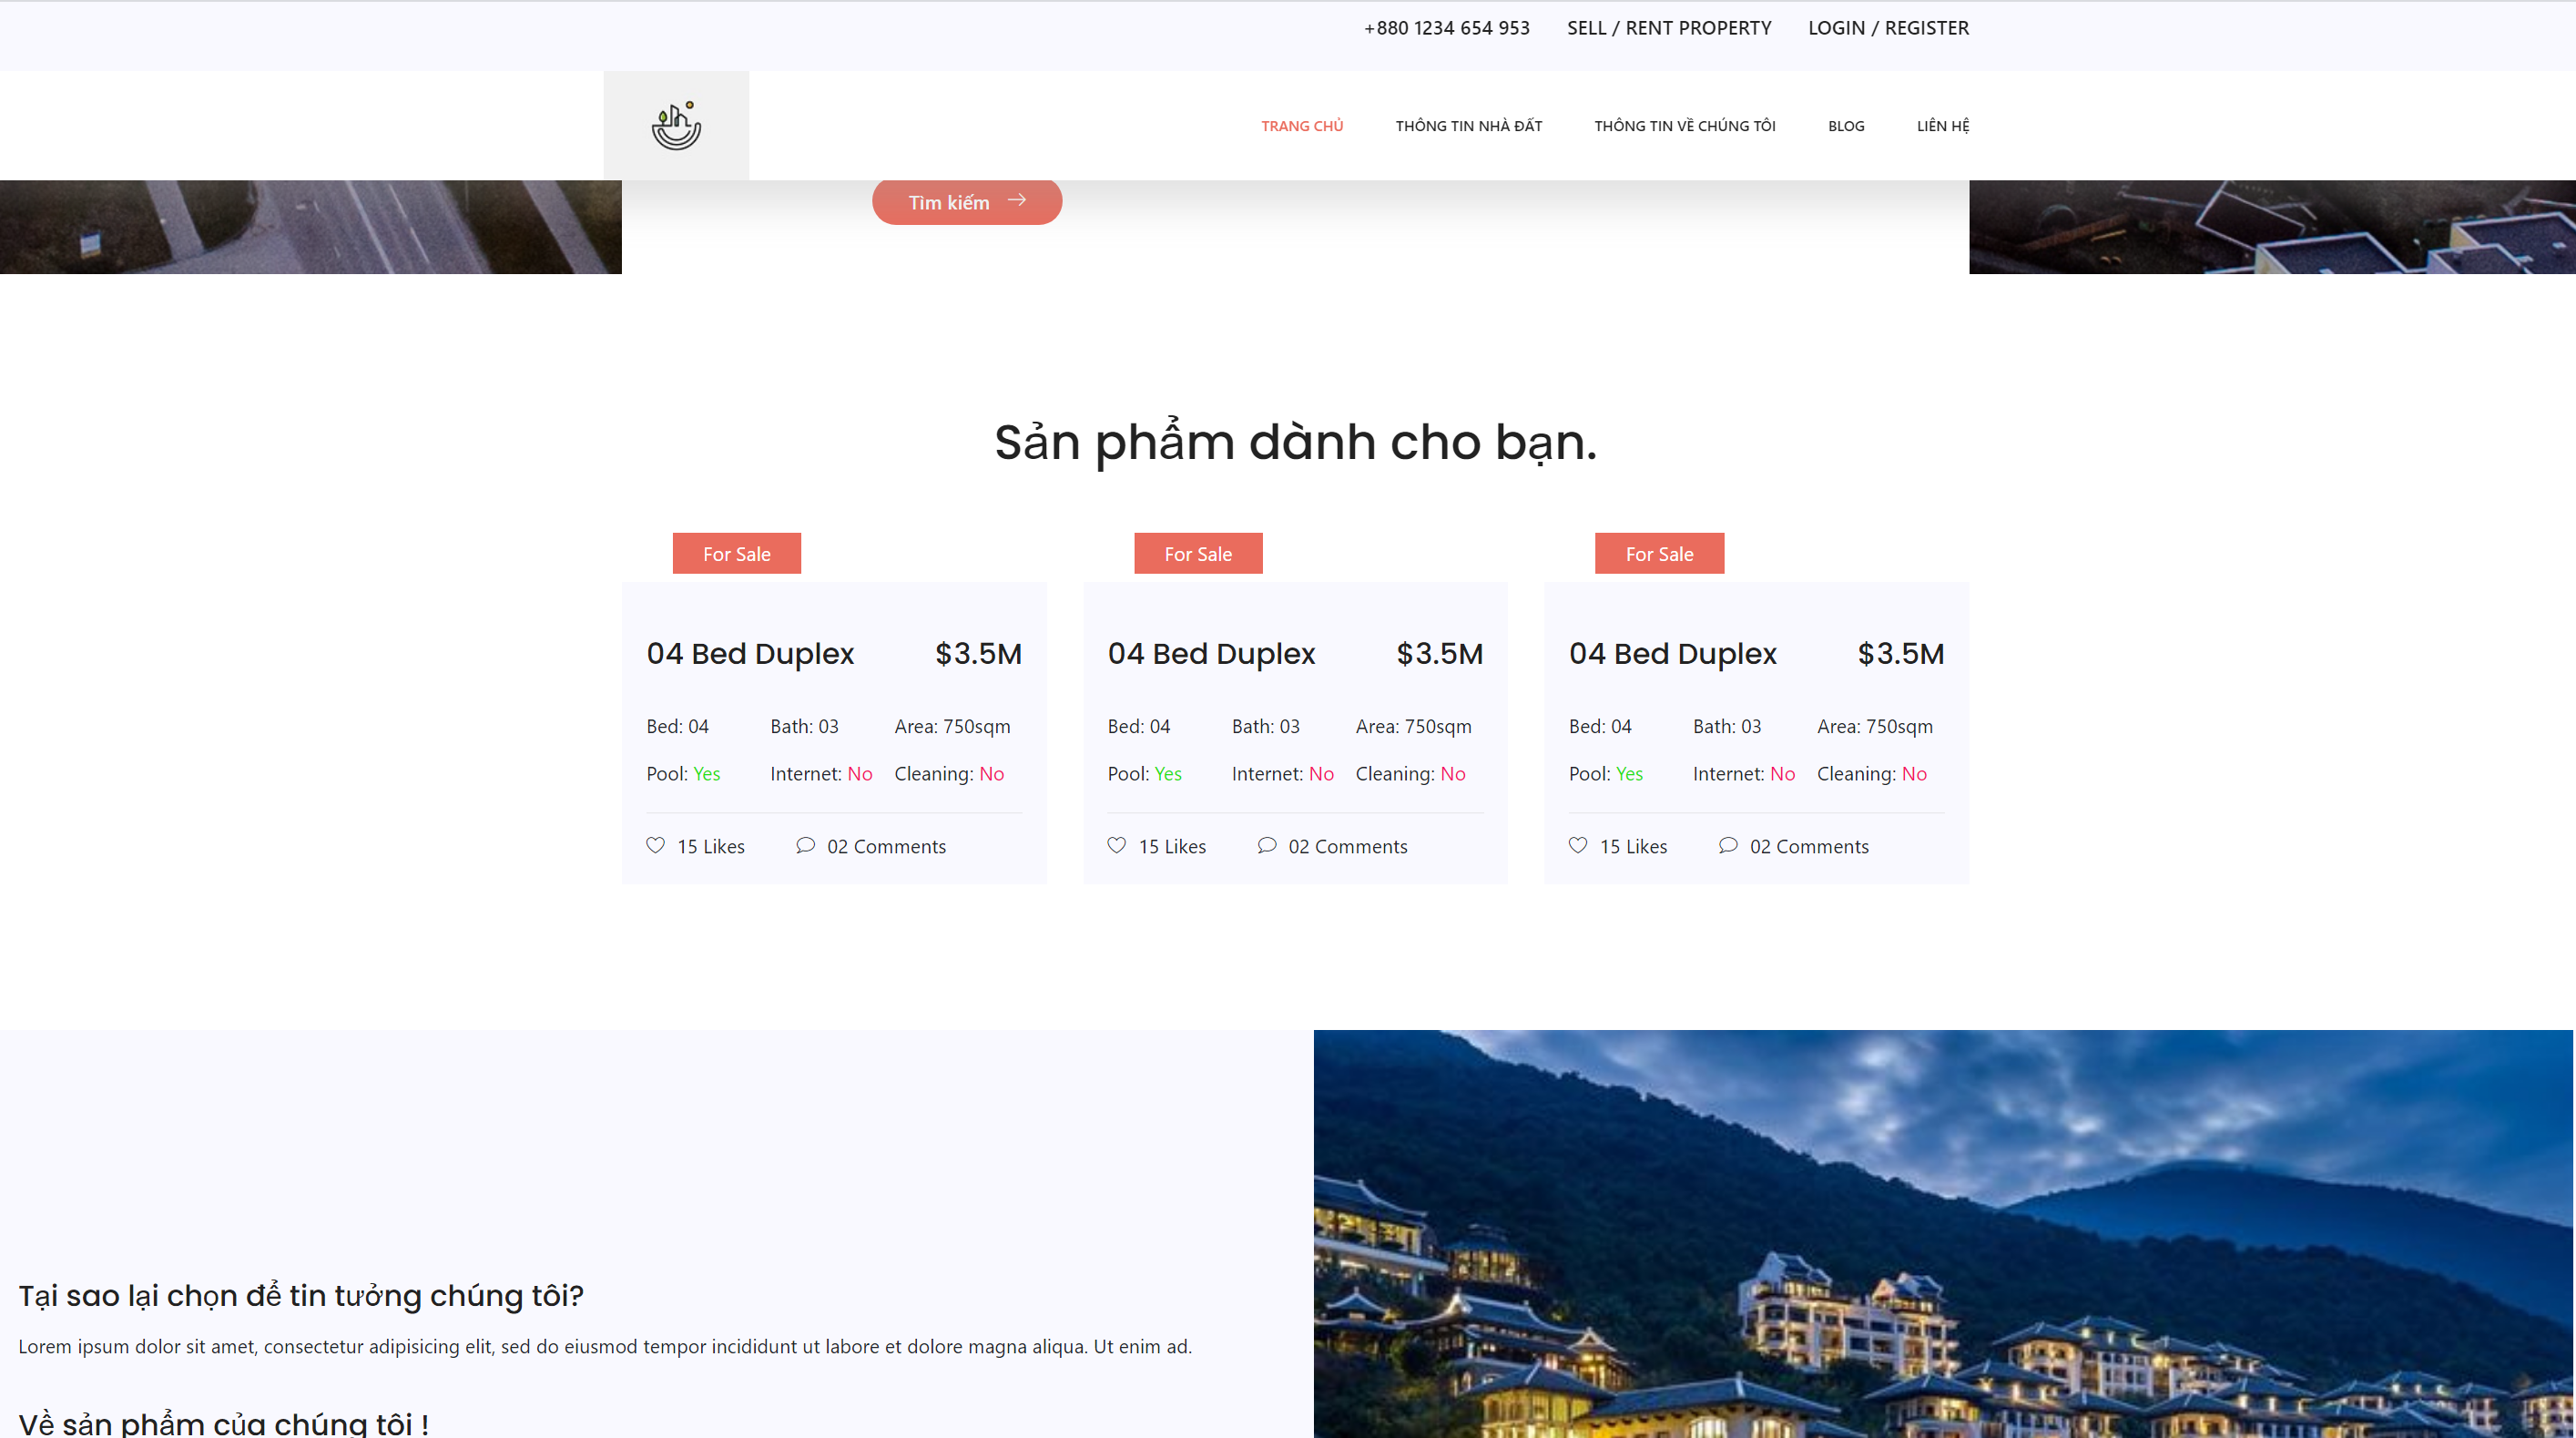 +880 1234 654 953 SELL / RENT PROPERTY LOGIN / REGISTER
TRANG CHỦ THÔNG TIN NHÀ ĐẤT THÔNG TIN VỀ CHÚNG TÔI BLOG LIÊN HỆ
Tìm kiếm
Sản phẩm dành cho bạn.
For Sale
04 Bed Duplex $3.5M
Bed: 04 Bath: 03 Area: 750sqm
Pool: Yes Internet: No Cleaning: No
15 Likes 02 Comments
For Sale
04 Bed Duplex $3.5M
Bed: 04 Bath: 03 Area: 750sqm
Pool: Yes Internet: No Cleaning: No
15 Likes 02 Comments
For Sale
04 Bed Duplex $3.5M
Bed: 04 Bath: 03 Area: 750sqm
Pool: Yes Internet: No Cleaning: No
15 Likes 02 Comments
Tại sao lại chọn để tin tưởng chúng tôi?
Lorem ipsum dolor sit amet, consectetur adipisicing elit, sed do eiusmod tempor incididunt ut labore et dolore magna aliqua. Ut enim ad.
Về sản phẩm của chúng tôi !